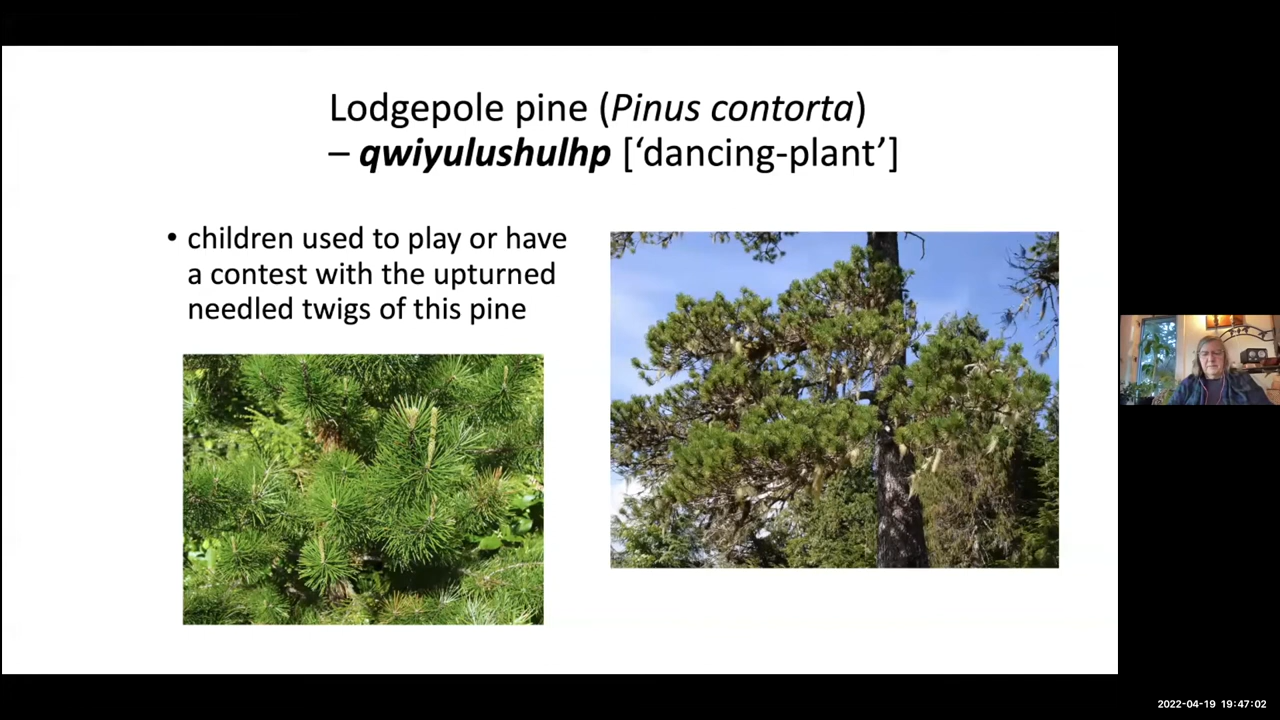 Lodgepole pine (Pinus contorta)
– qwiyulushulhp [‘dancing-plant’]
• children used to play or have
a contest with the upturned
needled twigs of this pine
2022-04-19 19:47:02